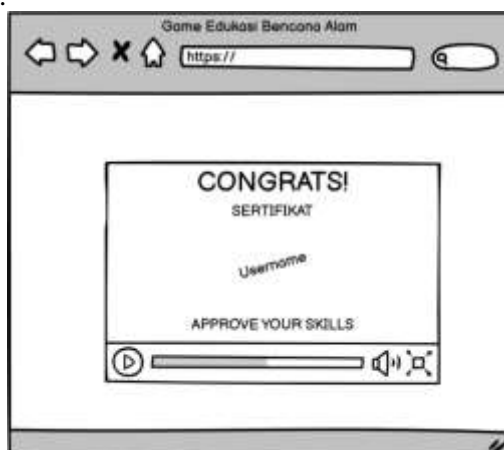 Game Edukasi Bencana Alam
https://
CONGRATS!
SERTIFIKAT
Username
APPROVE YOUR SKILLS